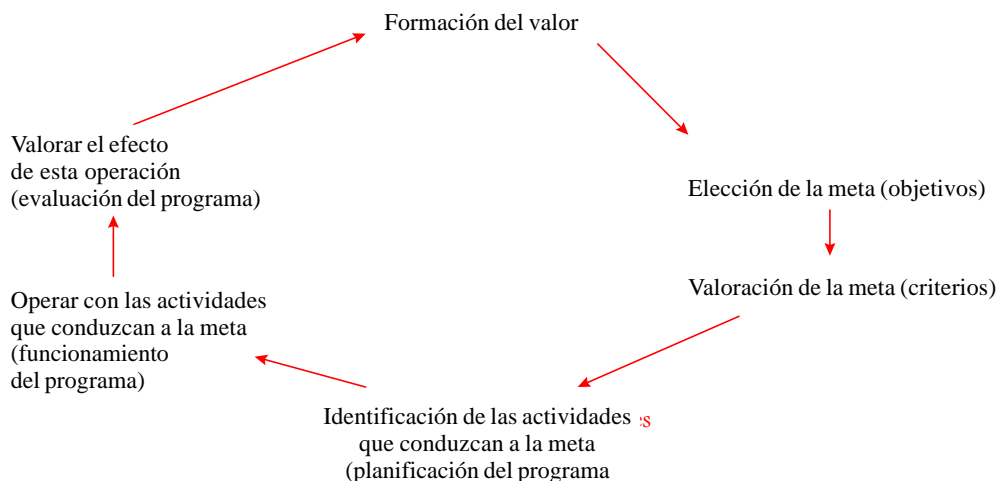 Formación del valor
Elección de la meta (objetivos)
Valoración de la meta (criterios)
Identificación de las actividades
que conduzcan a la meta
(planificación del programa
Operar con las actividades
que conduzcan a la meta
(funcionamiento
del programa)
Valorar el efecto
de esta operación
(evaluación del programa)